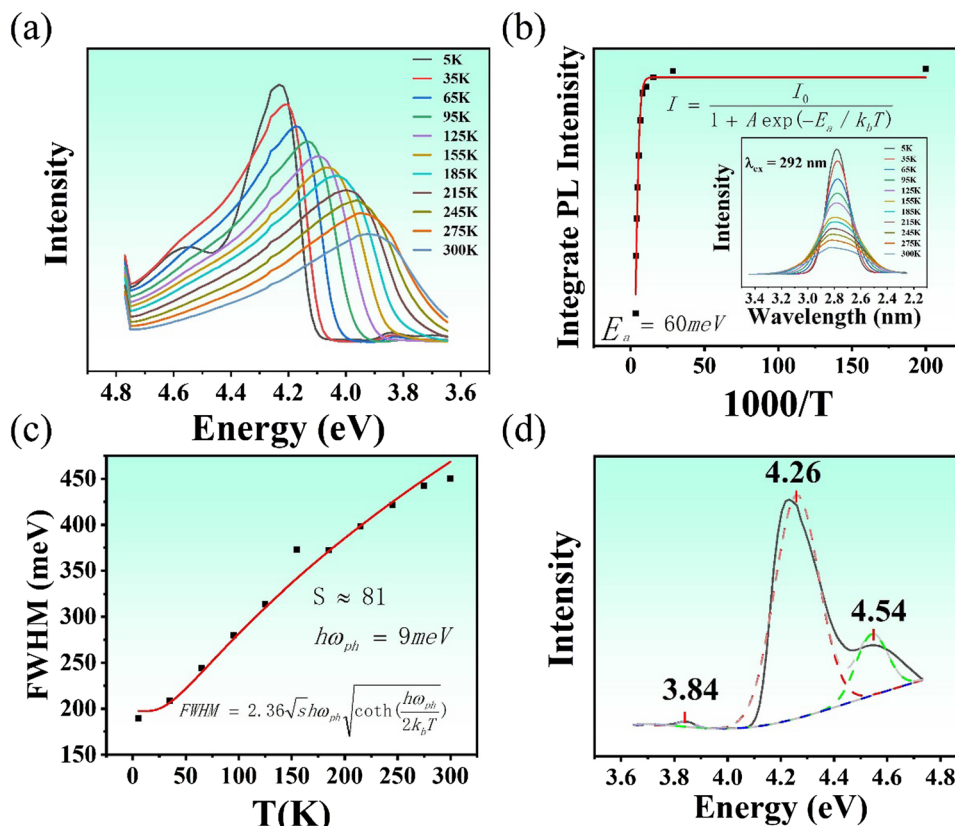 (a)
Intensity
5K
35K
65K
95K
125K
155K
185K
215K
245K
275K
300K
4.8 4.6 4.4 4.2 4.0 3.8 3.6
Energy (eV)
(b)
Integrate PL Intensity
I = I₀ / 1 + A exp(−Eₐ / k_bT)
λex = 292 nm
Intensity
5K
35K
65K
95K
125K
155K
185K
215K
245K
275K
300K
3.4 3.2 3.0 2.8 2.6 2.4 2.2
Wavelength (nm)
Eₐ = 60meV
0 50 100 150 200
1000/T
(c)
FWHM (meV)
450
400
350
300
250
200
150
S ≈ 81
hω_ph = 9meV
FWHM = 2.36√s hω_ph √coth(hω_ph / 2k_bT)
0 50 100 150 200 250 300
T(K)
(d)
Intensity
4.26
4.54
3.84
3.6 3.8 4.0 4.2 4.4 4.6 4.8
Energy (eV)